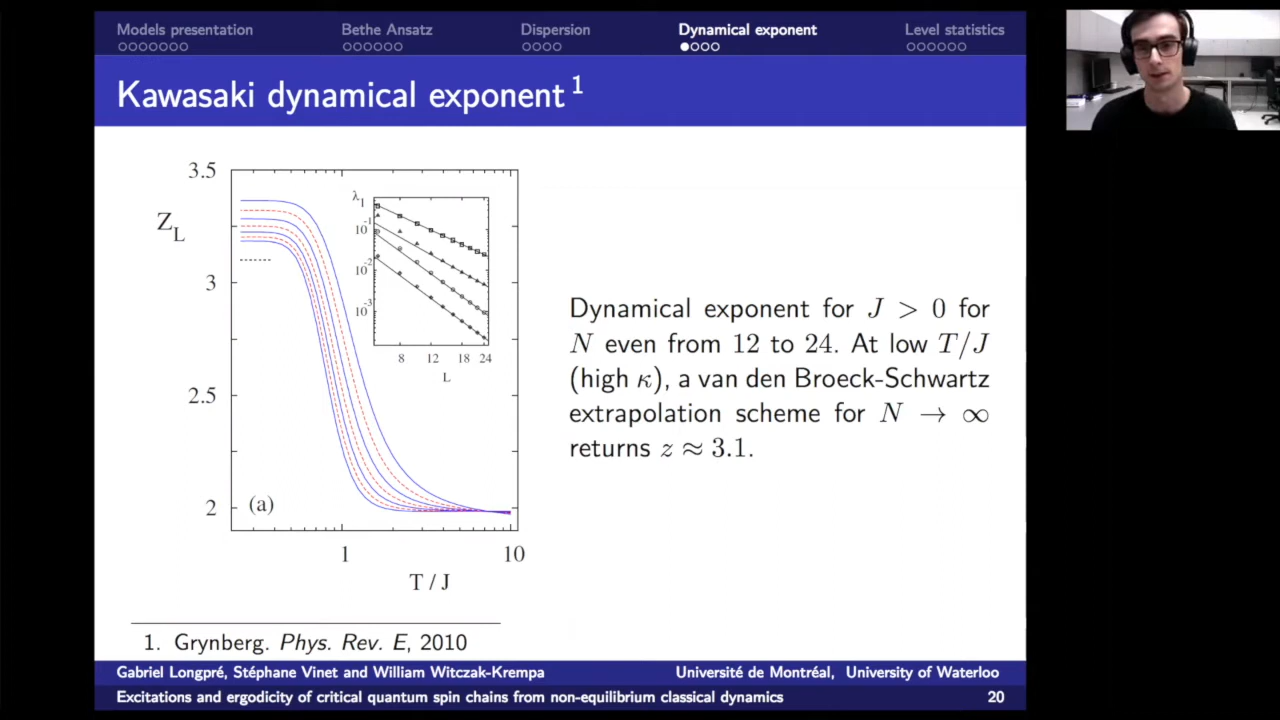 Models presentation Bethe Ansatz Dispersion Dynamical exponent Level statistics
Kawasaki dynamical exponent 1
3.5
Z_L
3
2.5
2
(a)
1 10
T / J
λ_1
1
10^-1
10^-2
10^-3
8 12 18 24
L
Dynamical exponent for J > 0 for
N even from 12 to 24. At low T/J
(high κ), a van den Broeck-Schwartz
extrapolation scheme for N → ∞
returns z ≈ 3.1.
1. Grynberg. Phys. Rev. E, 2010
Gabriel Longpré, Stéphane Vinet and William Witczak-Krempa Université de Montréal, University of Waterloo
Excitations and ergodicity of critical quantum spin chains from non-equilibrium classical dynamics 20